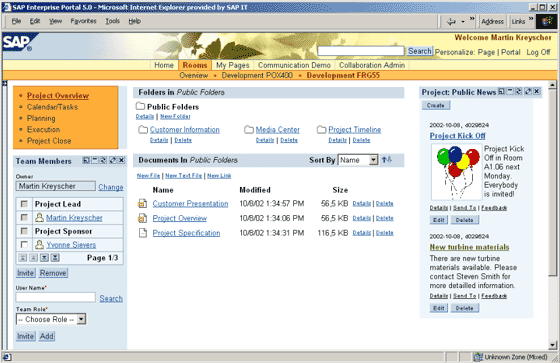 SAP Enterprise Portal 5.0 - Microsoft Internet Explorer provided by SAP IT
File Edit View Favorites Tools Help
Address Links
SAP
Welcome Martin Kreyscher
Search Personalize: Page | Portal Log Off
Home Rooms My Pages Communication Demo Collaboration Admin
Overview • Development POX400 • Development FRG55
Project Overview
Calendar/Tasks
Planning
Execution
Project Close
Team Members
Owner
Martin Kreyscher Change
Project Lead
Martin Kreyscher
Project Sponsor
Yvonne Sievers
Page 1/3
Invite Remove
User Name*
Search
Team Role*
-- Choose Role --
Invite Add
Folders in Public Folders
Public Folders
Details | New Folder
Customer Information Media Center Project Timeline
Details | Delete Details | Delete Details | Delete
Documents In Public Folders Sort By Name
New File | New Text File | New Link
Name Modified Size
Customer Presentation 10/8/02 1:34:57 PM 56,5 KB Details | Delete
Project Overview 10/8/02 1:34:06 PM 56,5 KB Details | Delete
Project Specification 10/8/02 1:34:31 PM 116,5 KB Details | Delete
Project: Public News
Create
2002-10-08, d029624
Project Kick Off
Project Kick
Off in Room
A1.06 next
Monday.
Everybody
is invited!
Details | Send To | Feedback
Edit Delete
2002-10-08, d029624
New turbine materials
There are new turbine
materials available. Please
contact Steven Smith for
more detailled information.
Details | Send To | Feedback
Edit Delete
Unknown Zone (Mixed)